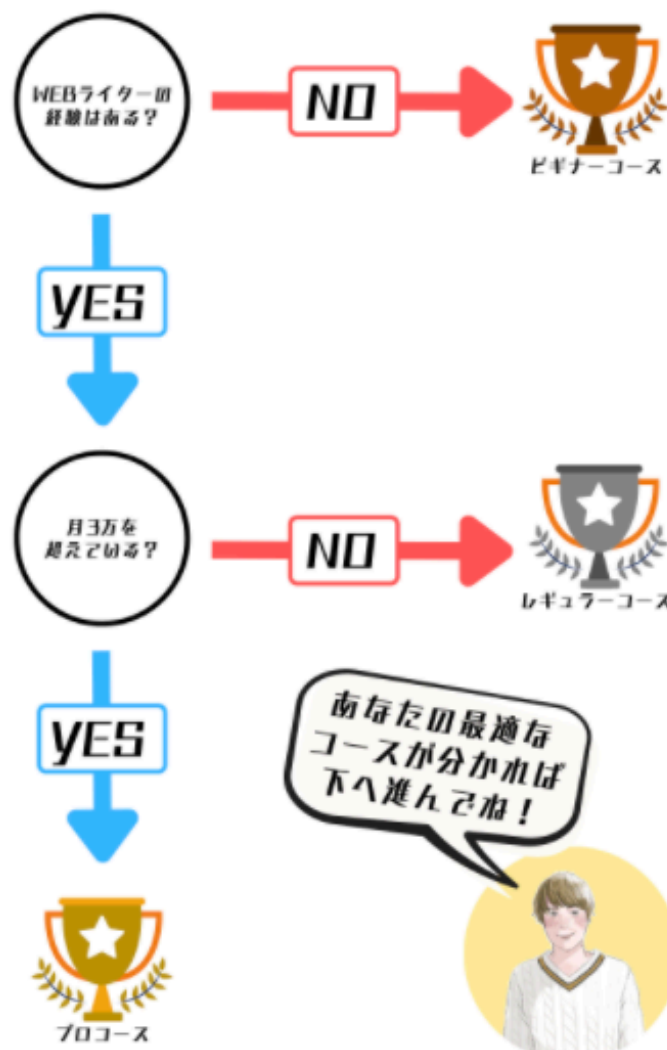 WEBライターの
経験はある？
NO
ビギナーコース
YES
月3万を
超えている？
NO
レギュラーコース
YES
あなたの最適な
コースが分かれば
下へ進んでね！
プロコース